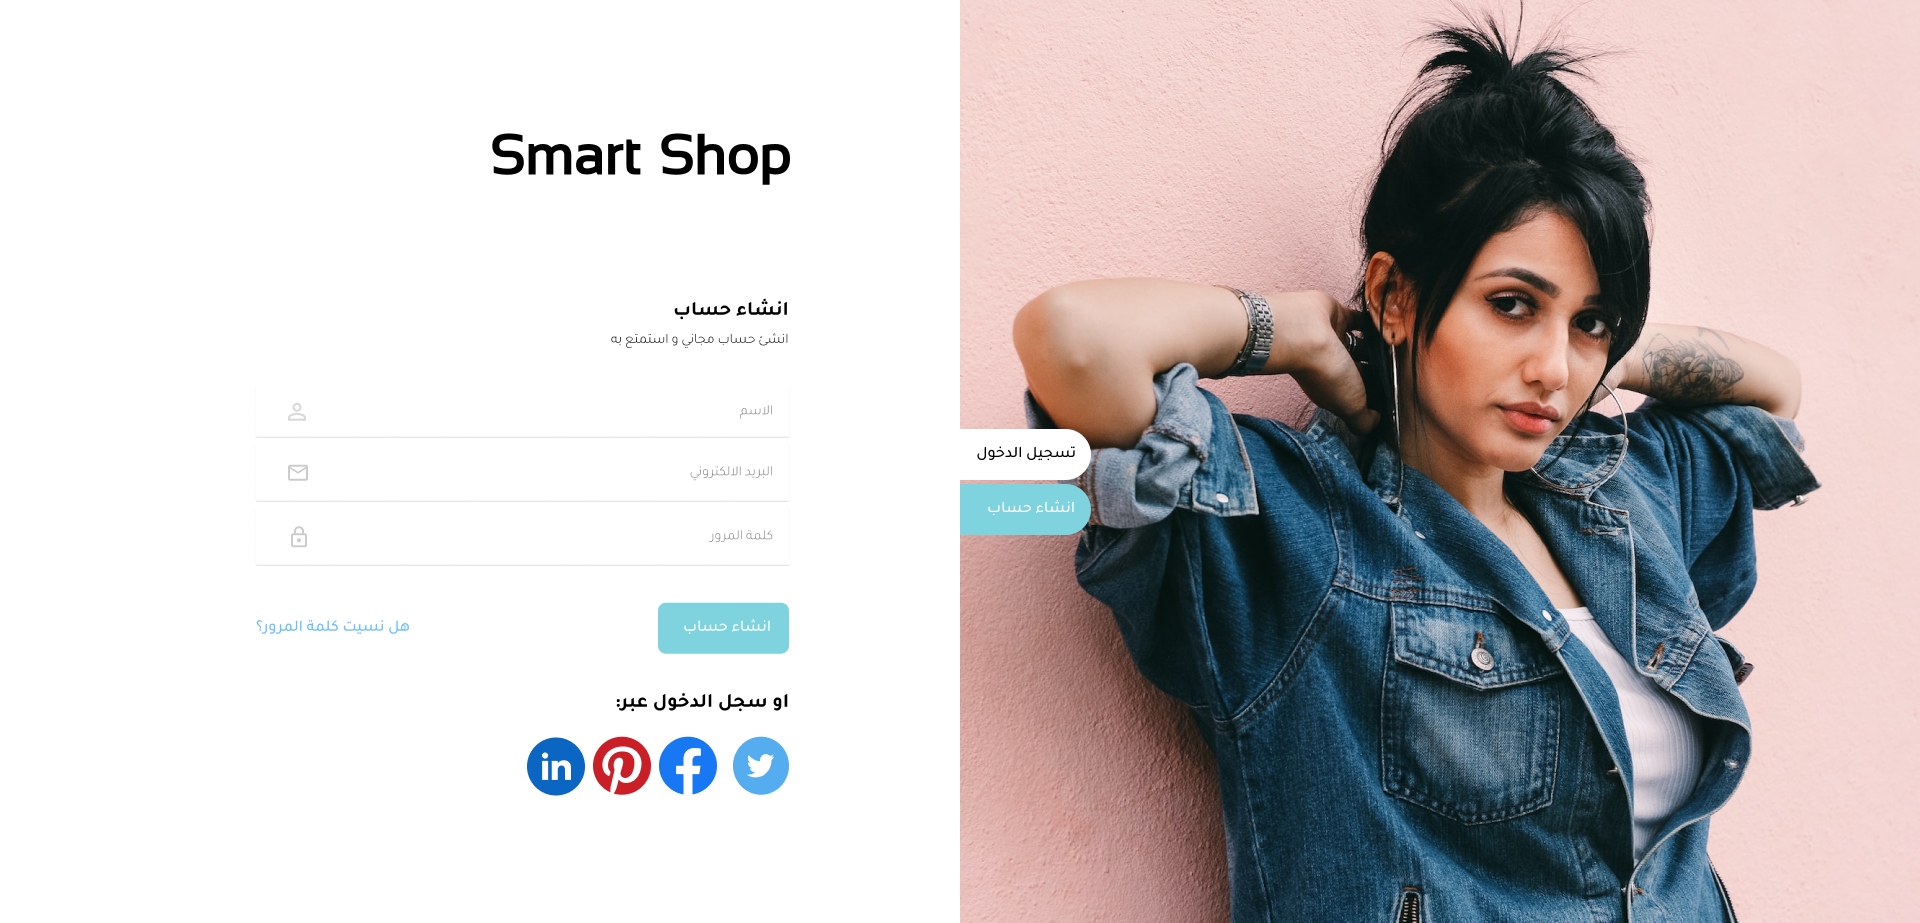 Smart Shop
انشاء حساب
انشئ حساب مجاني و استمتع به
الاسم
البريد الالكتروني
كلمة المرور
انشاء حساب
هل نسيت كلمة المرور؟
او سجل الدخول عبر:
in
تسجيل الدخول
انشاء حساب